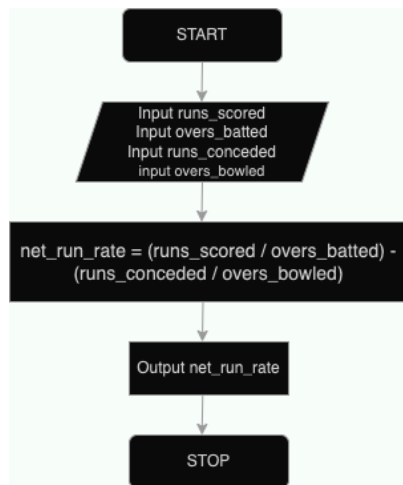 START
Input runs_scored
Input overs_batted
Input runs_conceded
input overs_bowled
net_run_rate = (runs_scored / overs_batted) -
(runs_conceded / overs_bowled)
Output net_run_rate
STOP